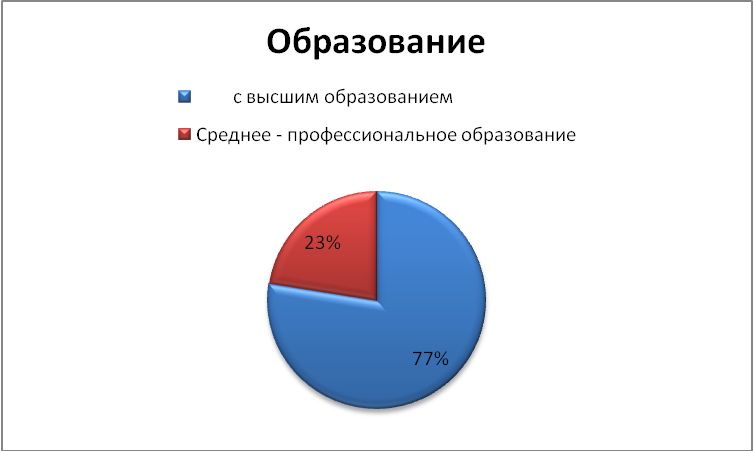 Образование
с высшим образованием
Среднее - профессиональное образование
23%
77%